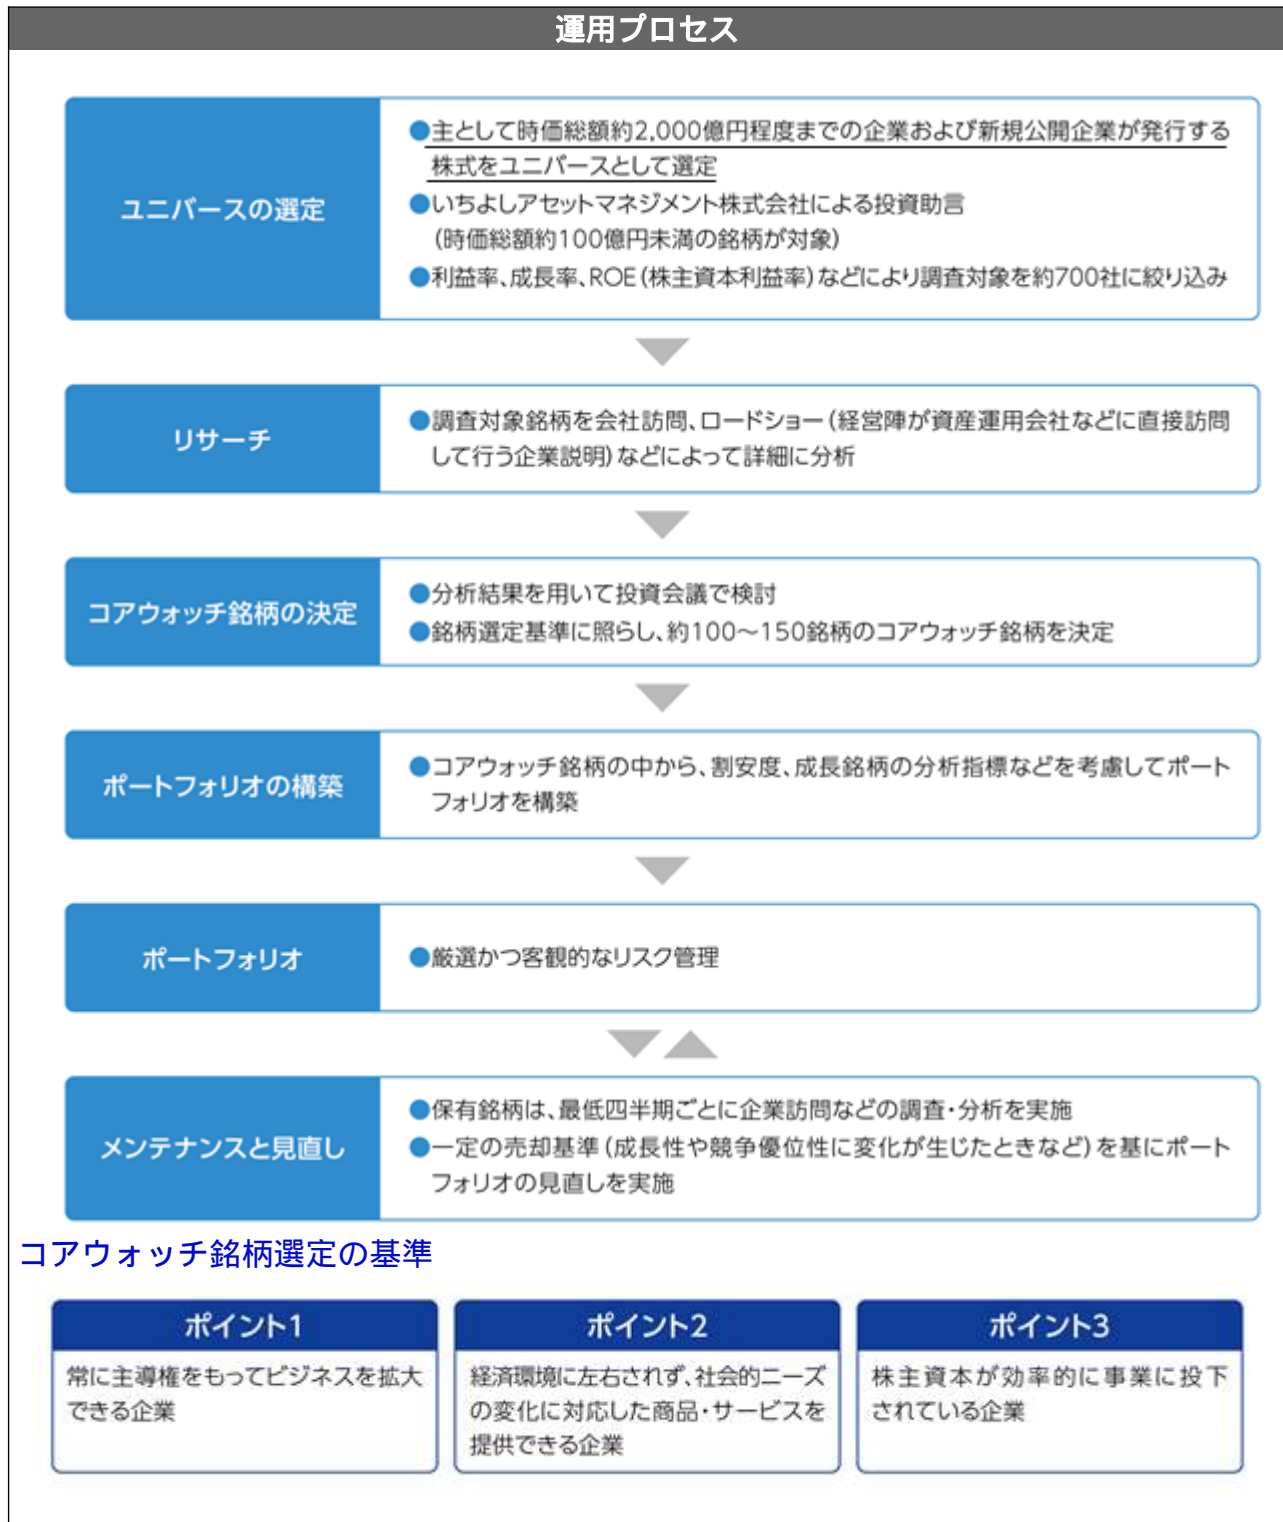 運用プロセス
ユニバースの選定
●主として時価総額約2,000億円程度までの企業および新規公開企業が発行する
株式をユニバースとして選定
●いちよしアセットマネジメント株式会社による投資助言
(時価総額約100億円未満の銘柄が対象)
●利益率、成長率、ROE(株主資本利益率)などにより調査対象を約700社に絞り込み
リサーチ
●調査対象銘柄を会社訪問、ロードショー(経営陣が資産運用会社などに直接訪問
して行う企業説明)などによって詳細に分析
コアウォッチ銘柄の決定
●分析結果を用いて投資会議で検討
●銘柄選定基準に照らし、約100～150銘柄のコアウォッチ銘柄を決定
ポートフォリオの構築
●コアウォッチ銘柄の中から、割安度、成長銘柄の分析指標などを考慮してポート
フォリオを構築
ポートフォリオ
●厳選かつ客観的なリスク管理
メンテナンスと見直し
●保有銘柄は、最低四半期ごとに企業訪問などの調査・分析を実施
●一定の売却基準(成長性や競争優位性に変化が生じたときなど)を基にポート
フォリオの見直しを実施
コアウォッチ銘柄選定の基準
ポイント1
常に主導権をもってビジネスを拡大
できる企業
ポイント2
経済環境に左右されず、社会的ニーズ
の変化に対応した商品・サービスを
提供できる企業
ポイント3
株主資本が効率的に事業に投下
されている企業